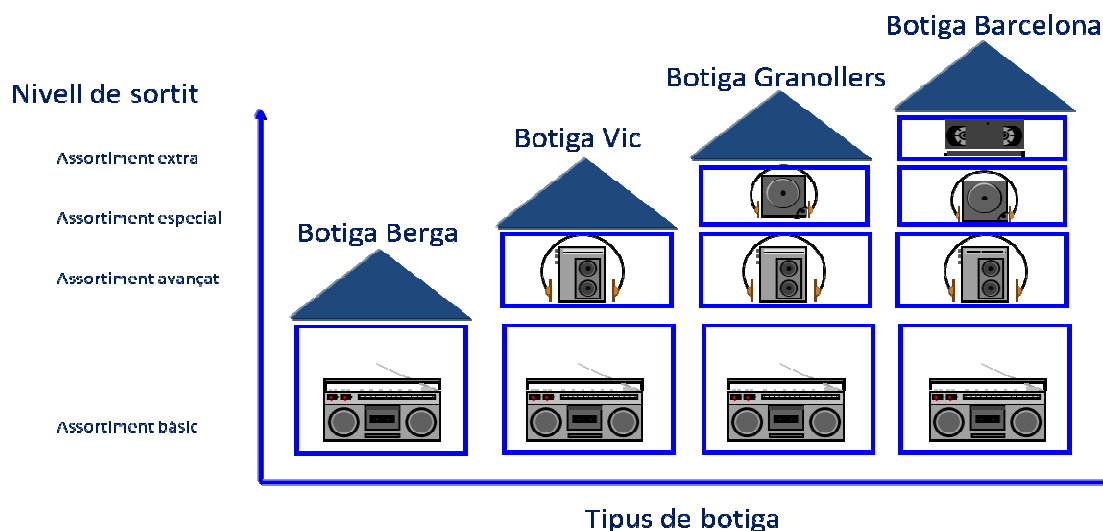 Botiga Barcelona
Botiga Granollers
Nivell de sortit
Botiga Vic
Assortiment extra
Assortiment especial
Botiga Berga
Assortiment avançat
Assortiment bàsic
Tipus de botiga